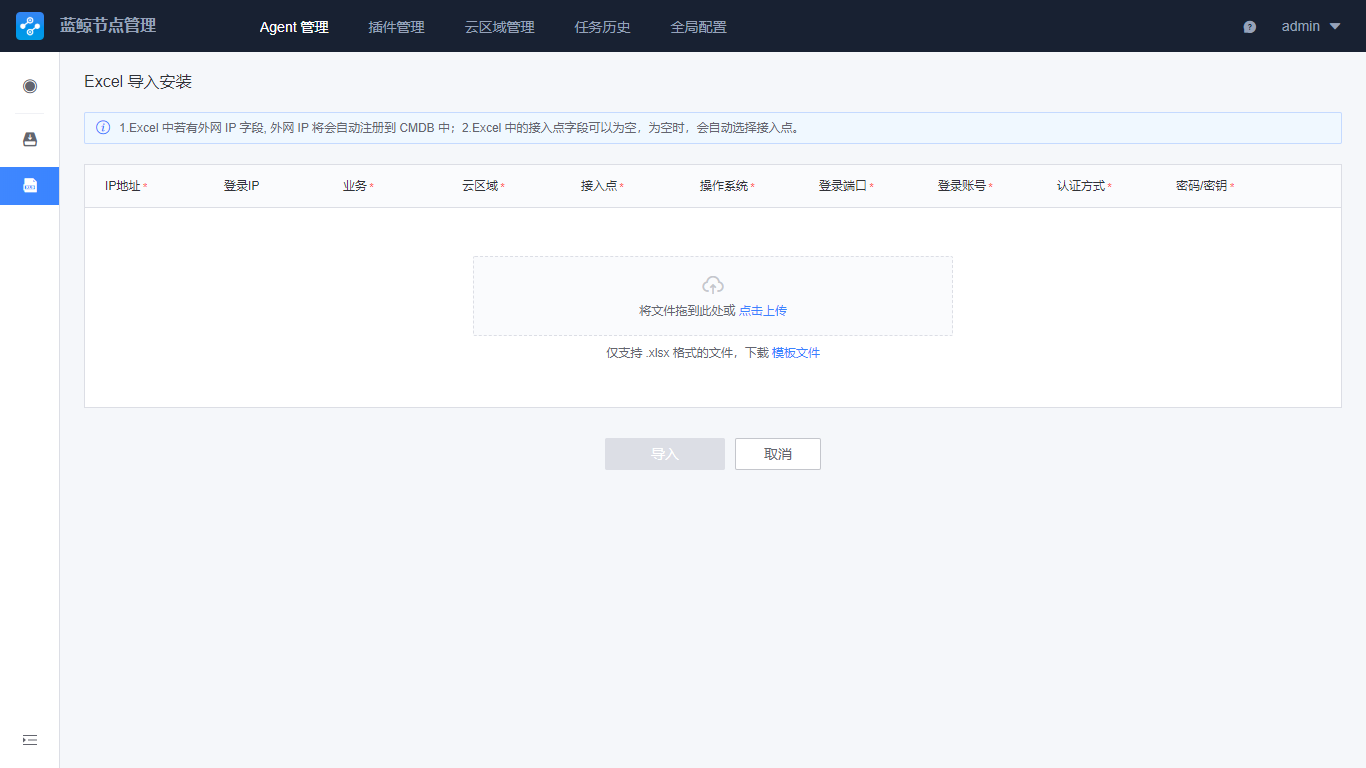 蓝鲸节点管理
Agent 管理
插件管理
云区域管理
任务历史
全局配置
admin
Excel 导入安装
1.Excel 中若有外网 IP 字段, 外网 IP 将会自动注册到 CMDB 中；2.Excel 中的接入点字段可以为空，为空时，会自动选择接入点。
IP地址 * 登录IP 业务 * 云区域 * 接入点 * 操作系统 * 登录端口 * 登录账号 * 认证方式 * 密码/密钥 *
将文件拖到此处或 点击上传
仅支持 .xlsx 格式的文件，下载 模板文件
导入
取消